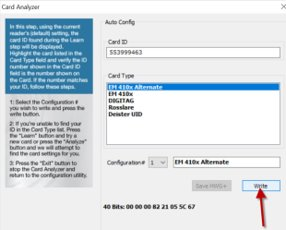 Card Analyzer
In this step, using the current
reader's (default) setting, the
card ID found during the Learn
step will be displayed.
Highlight the card listed in the
Card Type field and verify the ID
number shown in the Card ID
field is the number shown on
the Card. If the number matches
your ID, follow these steps.
1: Select the Configuration #
you wish to write and press the
write button.
2: If you're unable to find your
ID in the Card Type list. Press
the "Learn" button and try a
new card or press the "Analyze"
button and we will attempt to
find the card settings for you.
3: Press the "Exit" button to
stop the Card Analyzer and
return to the configuration utility.
Auto Config
Card ID
553999463
Card Type
EM 410x Alternate
EM 410x
DIGITAG
Rosslare
Deister UID
Configuration# 1 EM 410x Alternate
Save HWG+ Write
40 Bits: 00 00 00 82 21 05 5C 67